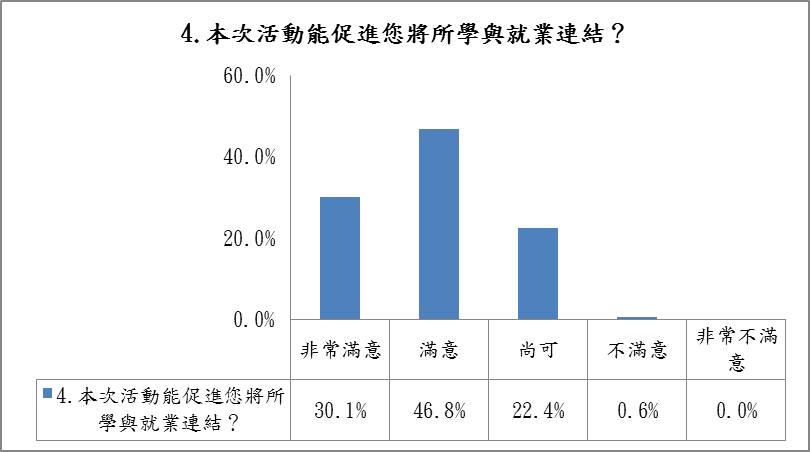 4.本次活動能促進您將所學與就業連結？
60.0%
40.0%
20.0%
0.0%
非常滿意 滿意 尚可 不滿意 非常不滿
意
4.本次活動能促進您將所
學與就業連結？
30.1% 46.8% 22.4% 0.6% 0.0%